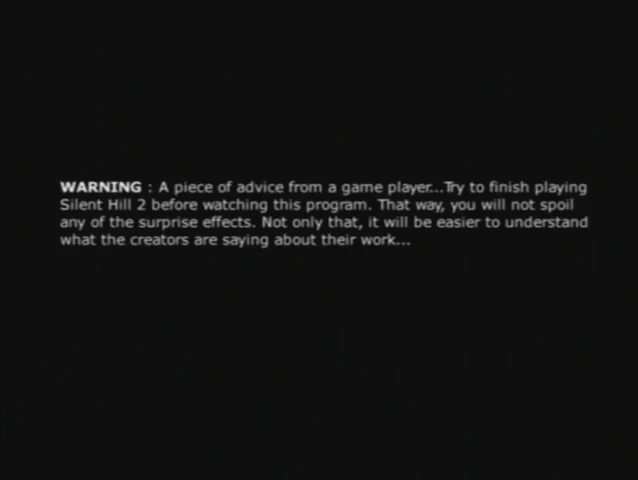 WARNING : A piece of advice from a game player...Try to finish playing
Silent Hill 2 before watching this program. That way, you will not spoil
any of the surprise effects. Not only that, it will be easier to understand
what the creators are saying about their work...